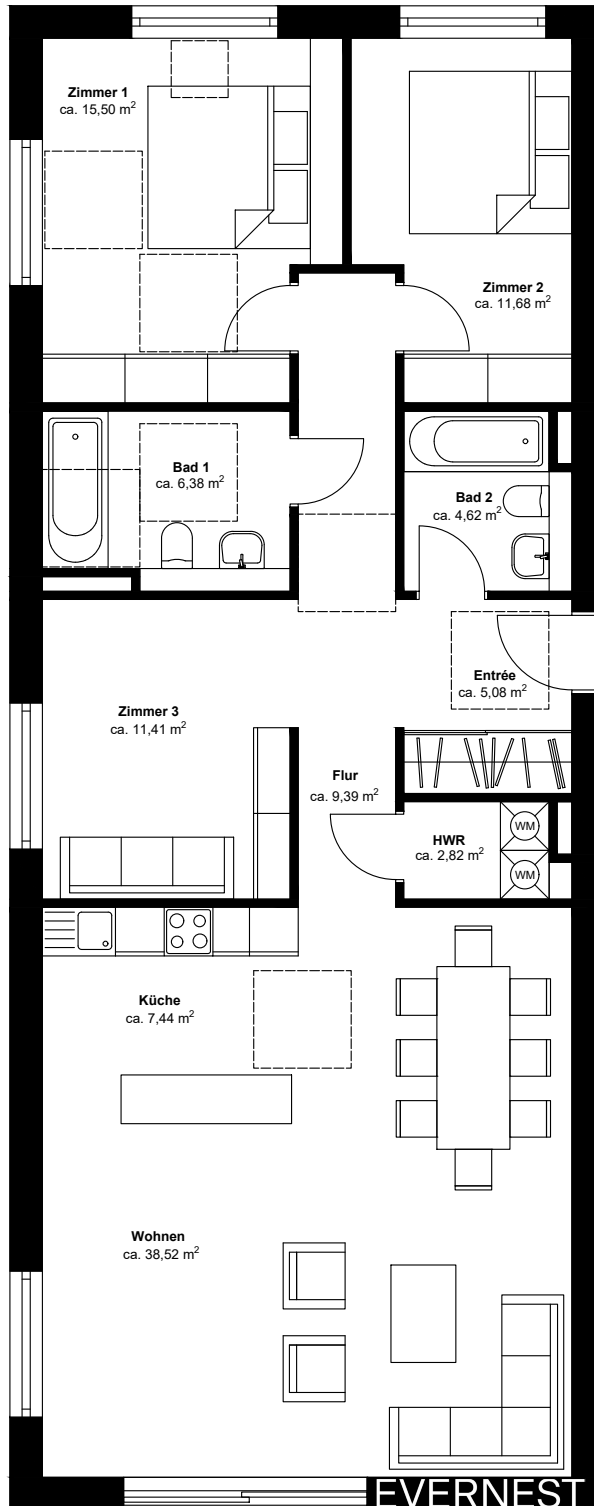 Zimmer 1
ca. 15,50 m²
Zimmer 2
ca. 11,68 m²
Bad 1
ca. 6,38 m²
Bad 2
ca. 4,62 m²
Entrée
ca. 5,08 m²
Zimmer 3
ca. 11,41 m²
Flur
ca. 9,39 m²
HWR
ca. 2,82 m²
WM
WM
Küche
ca. 7,44 m²
Wohnen
ca. 38,52 m²
EVERNEST